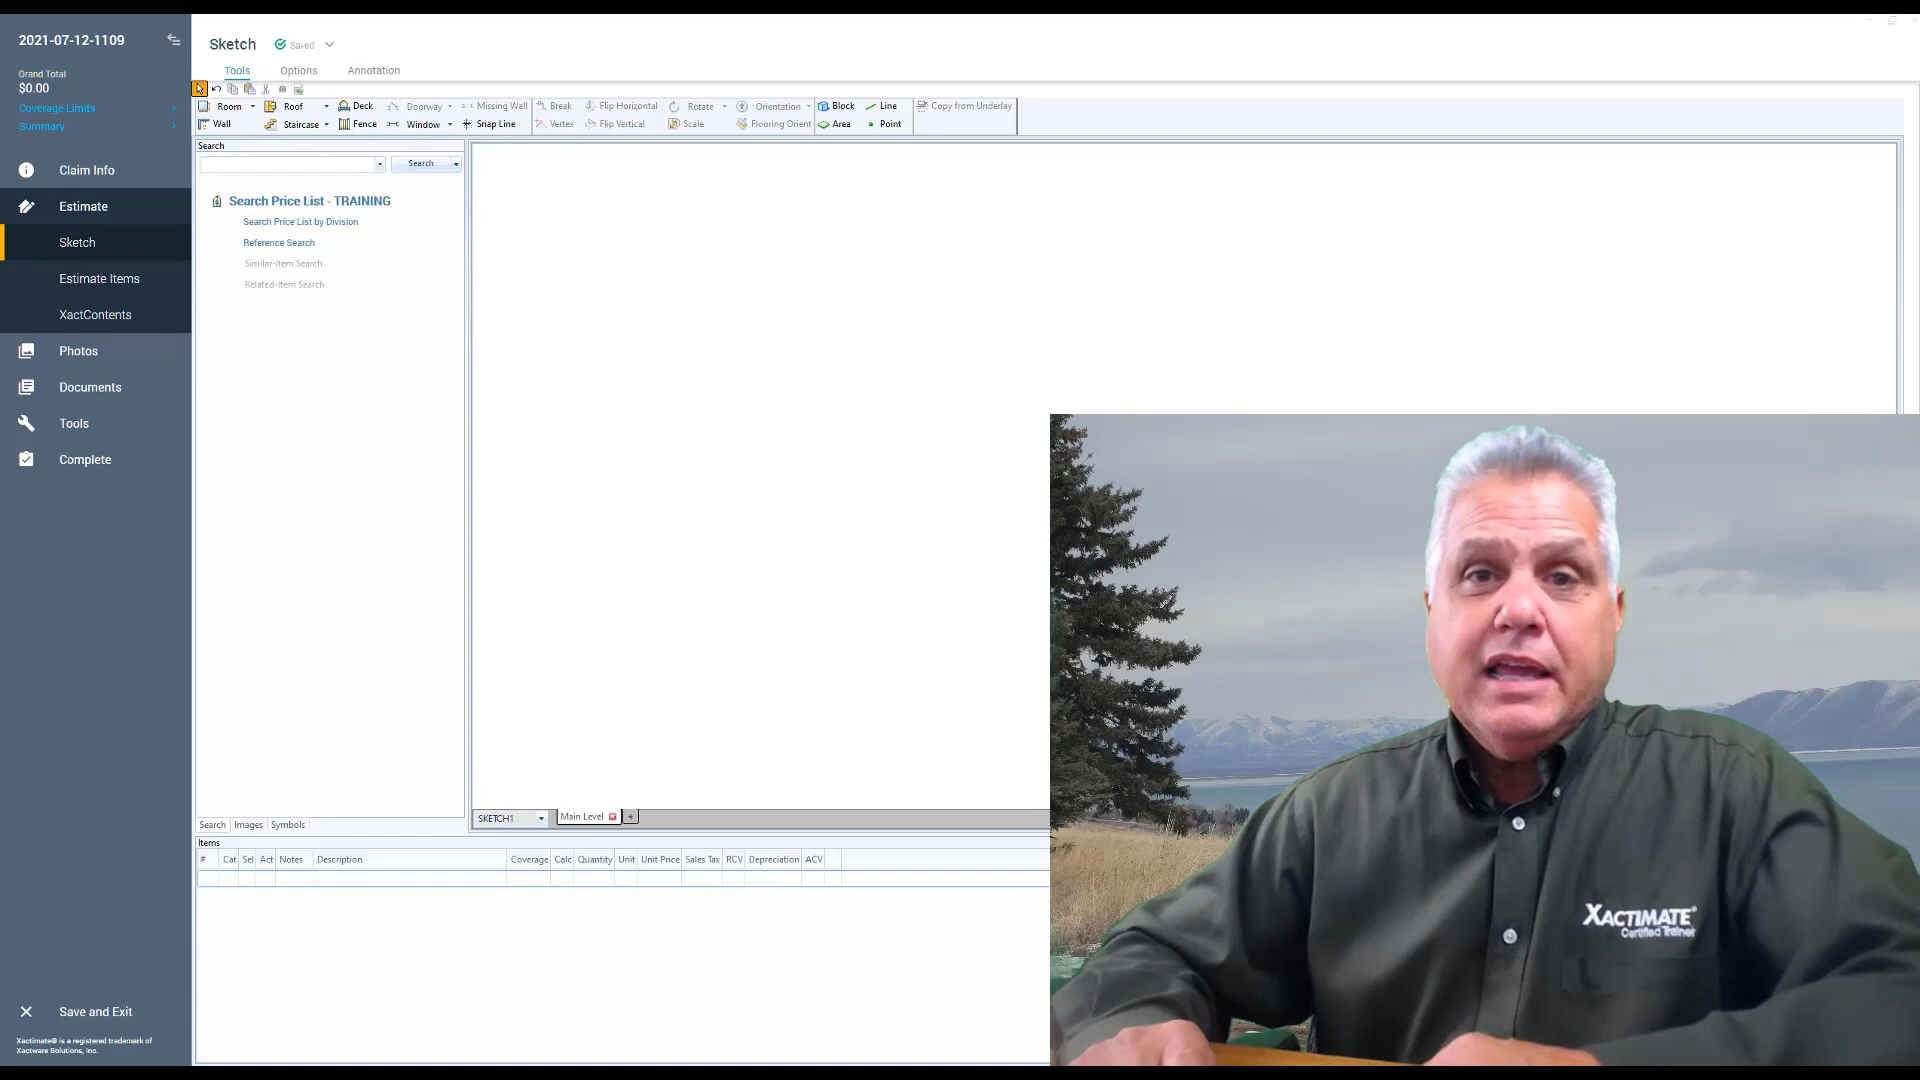 2021-07-12-1109
Grand Total
$0.00
Coverage Limits
Summary
Claim Info
Estimate
Sketch
Estimate Items
XactContents
Photos
Documents
Tools
Complete
Save and Exit
Xactimate® is a registered trademark of
Xactware Solutions, Inc.
Sketch Saved
Tools Options Annotation
Room Roof Deck Doorway Missing Wall Break Flip Horizontal Rotate Orientation Block Line Copy from Underlay
Wall Staircase Fence Window Snap Line Vertex Flip Vertical Scale Flooring Orient Area Point
Search
Search
Search Price List - TRAINING
Search Price List by Division
Reference Search
Similar-Item Search
Related-Item Search
SKETCH1 Main Level +
Search Images Symbols
Items
# Cat Sel Act Notes Description Coverage Calc Quantity Unit Unit Price Sales Tax RCV Depreciation ACV
XACTIMATE®
Certified Trainer